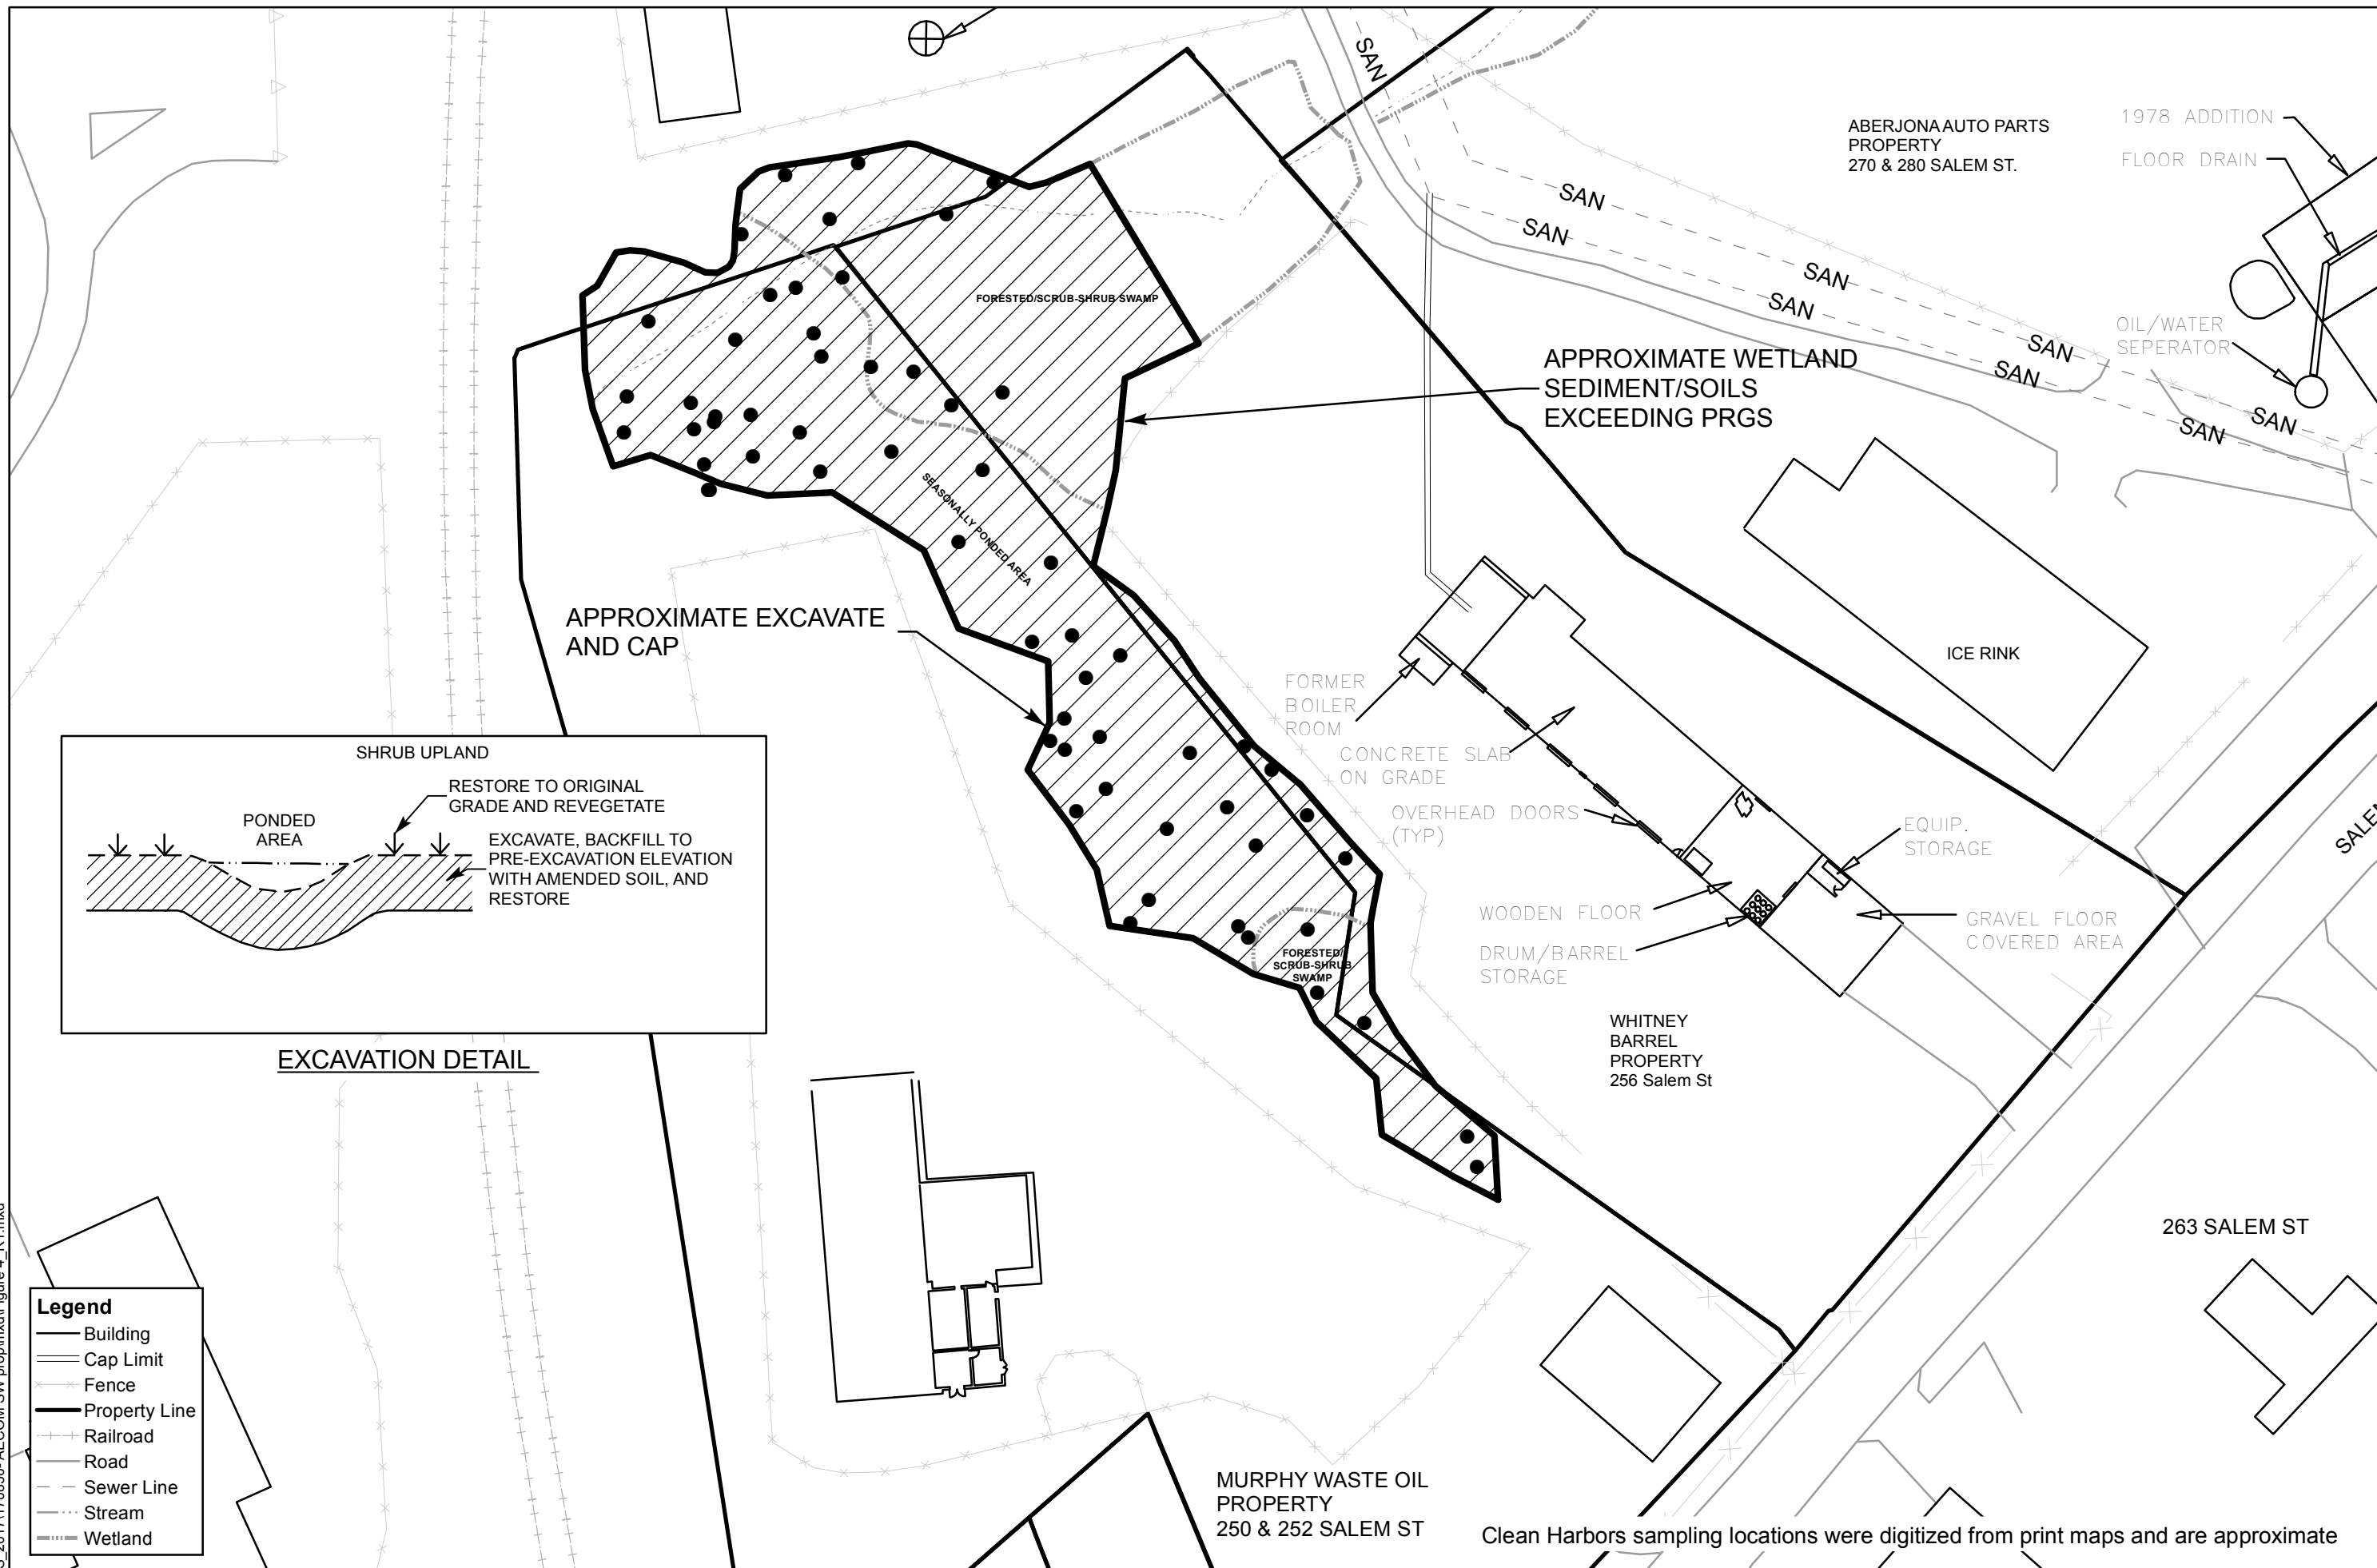 SAN
ABERJONA AUTO PARTS
PROPERTY
270 & 280 SALEM ST.
1978 ADDITION
FLOOR DRAIN
SAN
SAN
SAN
SAN
OIL/WATER
SEPERATOR
SAN
SAN
SAN
SAN
FORESTED/SCRUB-SHRUB SWAMP
APPROXIMATE WETLAND
SEDIMENT/SOILS
EXCEEDING PRGS
SEASONALLY PONDED AREA
APPROXIMATE EXCAVATE
AND CAP
ICE RINK
FORMER
BOILER
ROOM
CONCRETE SLAB
ON GRADE
OVERHEAD DOORS
(TYP)
EQUIP.
STORAGE
WOODEN FLOOR
DRUM/BARREL
STORAGE
GRAVEL FLOOR
COVERED AREA
SALEM
FORESTED/
SCRUB-SHRUB
SWAMP
WHITNEY
BARREL
PROPERTY
256 Salem St
SHRUB UPLAND
RESTORE TO ORIGINAL
GRADE AND REVEGETATE
PONDED
AREA
EXCAVATE, BACKFILL TO
PRE-EXCAVATION ELEVATION
WITH AMENDED SOIL, AND
RESTORE
EXCAVATION DETAIL
263 SALEM ST
Legend
Building
Cap Limit
Fence
Property Line
Railroad
Road
Sewer Line
Stream
Wetland
MURPHY WASTE OIL
PROPERTY
250 & 252 SALEM ST
Clean Harbors sampling locations were digitized from print maps and are approximate